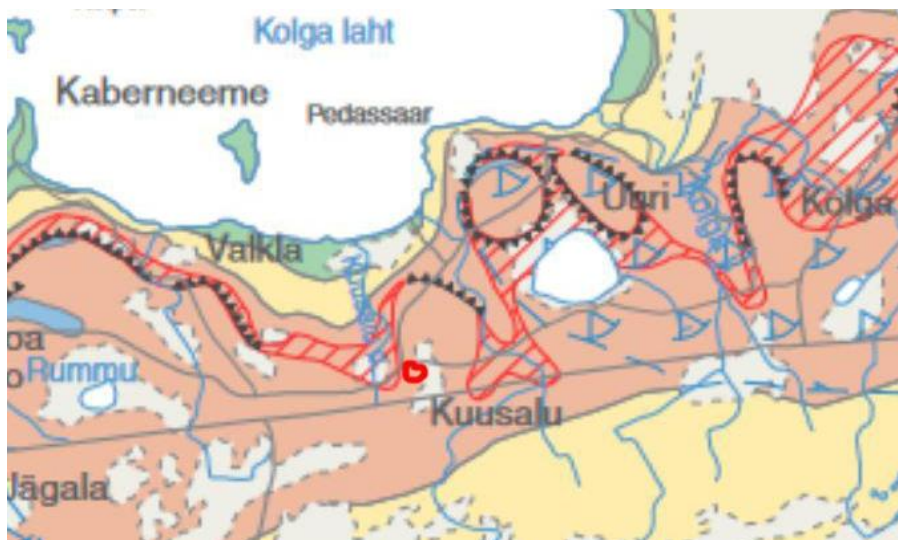 Kolga laht
Kaberneeme
Pedassaar
Uuri
Kolga
Valkla
Rummu
Kuusalu
Jägala